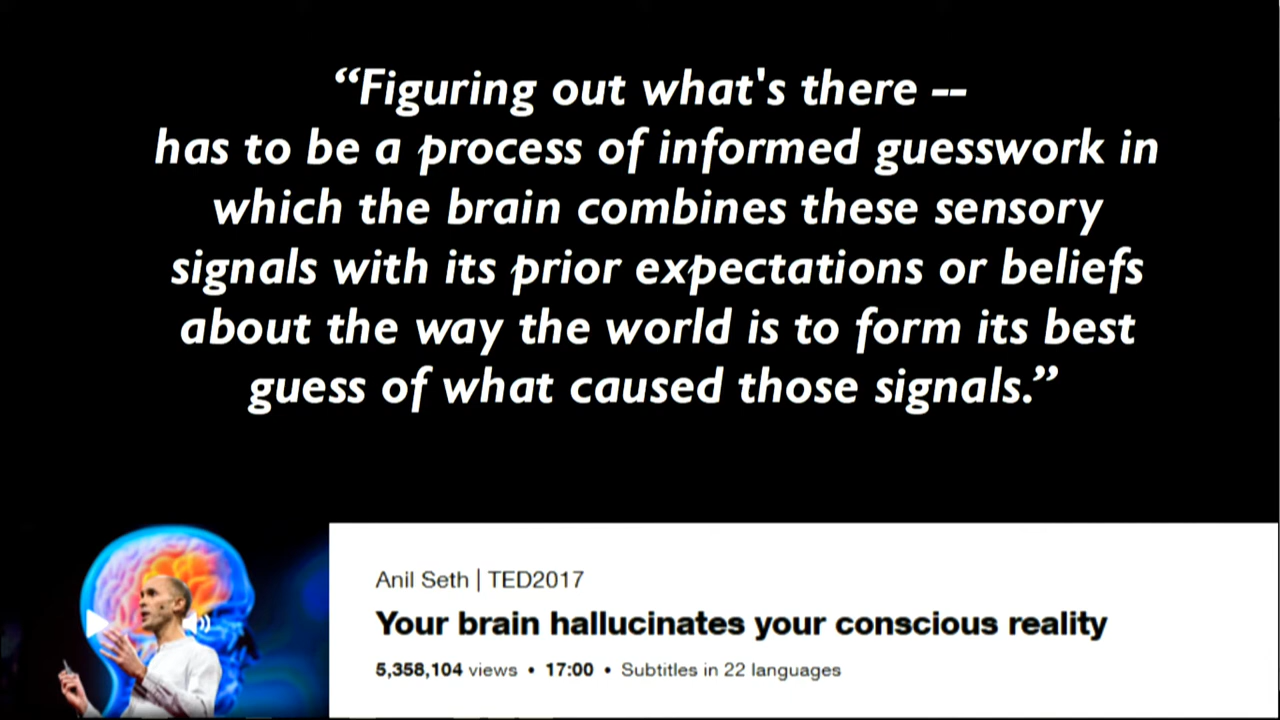 “Figuring out what's there --
has to be a process of informed guesswork in
which the brain combines these sensory
signals with its prior expectations or beliefs
about the way the world is to form its best
guess of what caused those signals.”
Anil Seth | TED2017
Your brain hallucinates your conscious reality
5,358,104 views • 17:00 • Subtitles in 22 languages